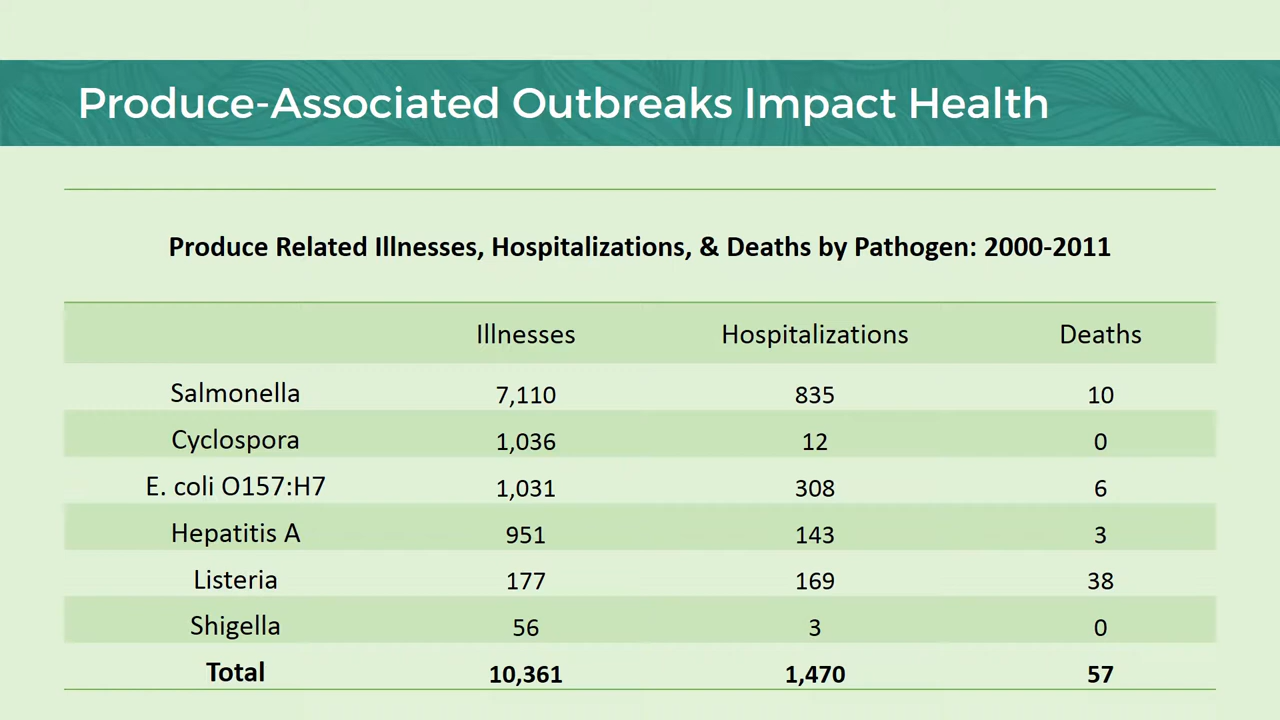 Produce-Associated Outbreaks Impact Health
Produce Related Illnesses, Hospitalizations, & Deaths by Pathogen: 2000-2011
Illnesses Hospitalizations Deaths
Salmonella 7,110 835 10
Cyclospora 1,036 12 0
E. coli O157:H7 1,031 308 6
Hepatitis A 951 143 3
Listeria 177 169 38
Shigella 56 3 0
Total 10,361 1,470 57